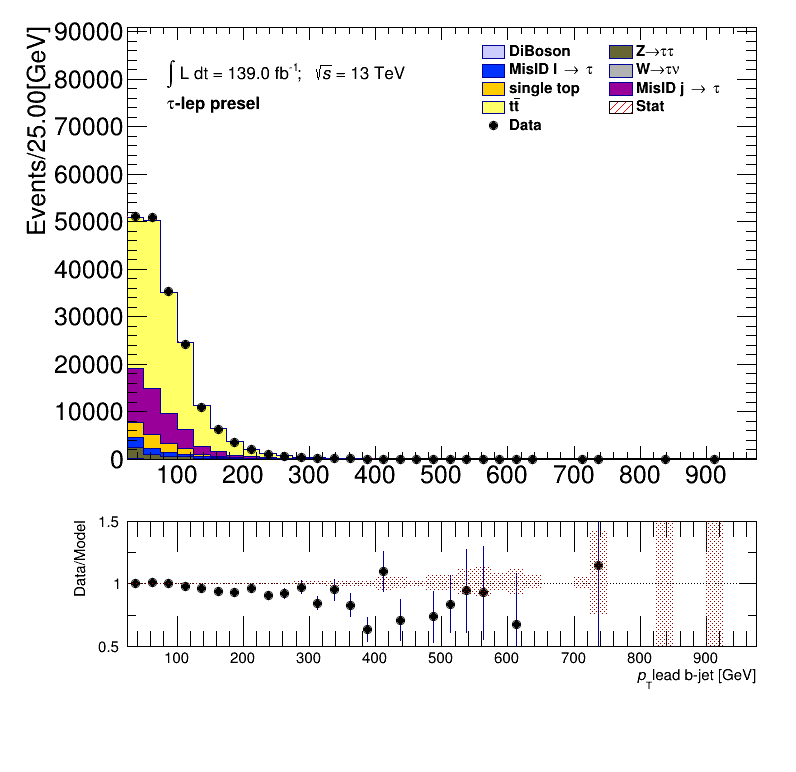 Events/25.00[GeV]
90000
80000
70000
60000
50000
40000
30000
20000
10000
0
∫ L dt = 139.0 fb⁻¹; √s = 13 TeV
τ-lep presel
DiBoson
MisID l → τ
single top
tt̄
Data
Z→ττ
W→τν
MisID j → τ
Stat
100 200 300 400 500 600 700 800 900
Data/Model
1.5
1
0.5
100 200 300 400 500 600 700 800 900
p_T lead b-jet [GeV]